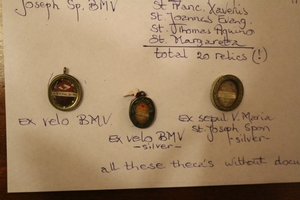 Joseph Sp. BMV
St. Franc. Xaverius
St. Joannes Evang.
St. Thomas Aquino
St. Margaretta
total 20 relics (!)
ex velo BMV
ex velo BMV
- silver -
ex sepul V. Maria
St. Joseph Spon
- silver -
all these theca's without docu